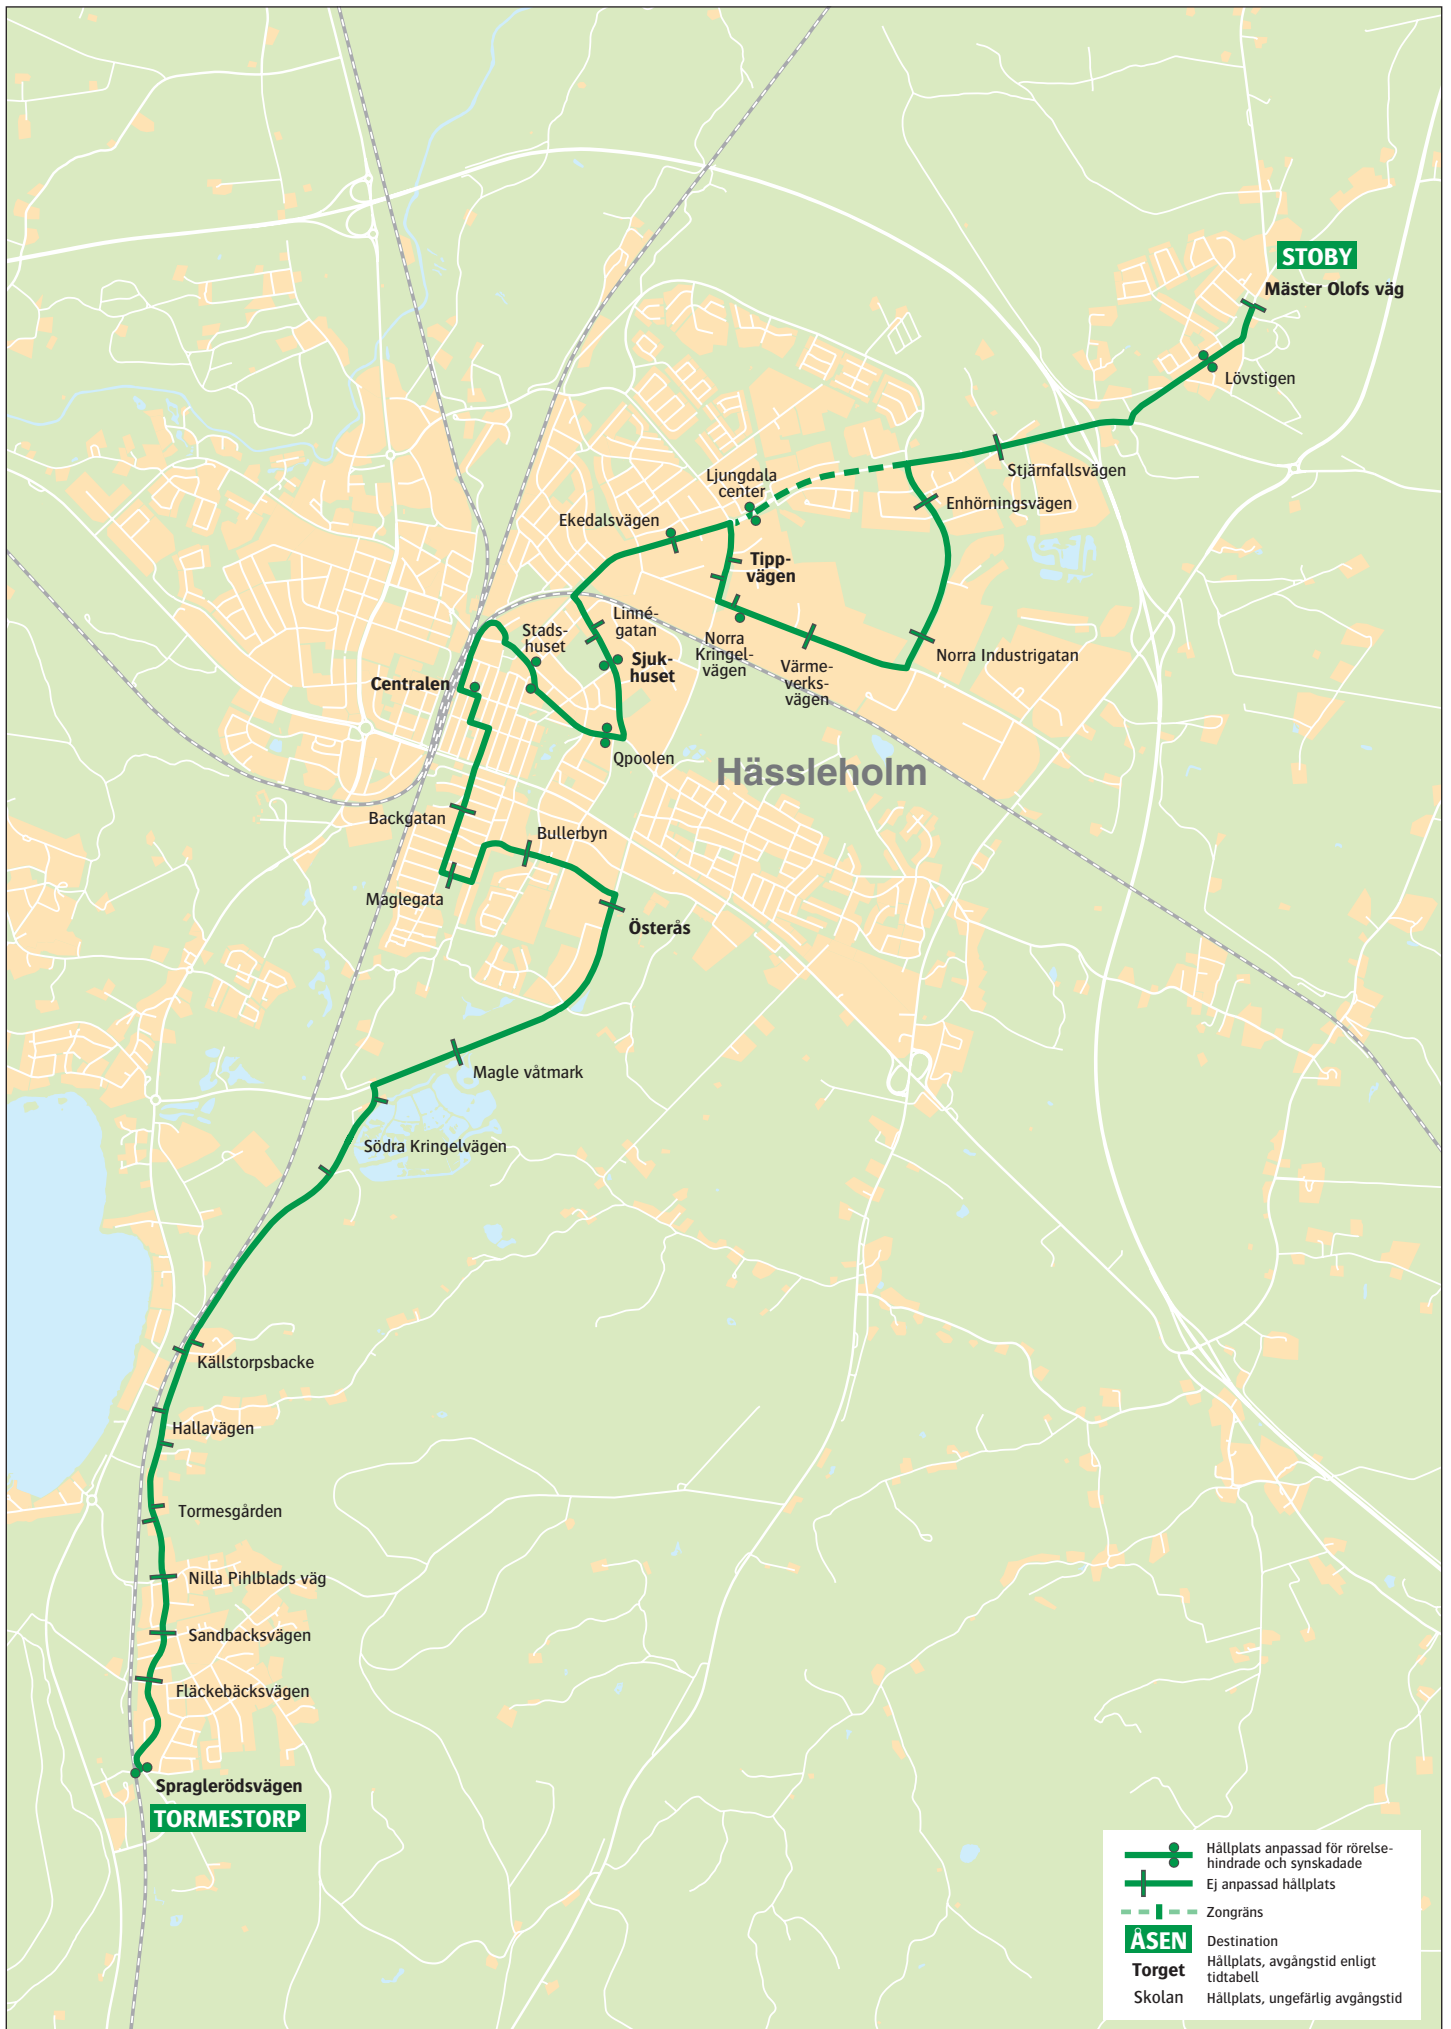 STOBY
Mäster Olofs väg
Lövstigen
Stjärnfallsvägen
Enhörningsvägen
Ljungdala
center
Ekedalsvägen
Tipp-
vägen
Linné-
gatan
Stads-
huset
Sjuk-
huset
Norra
Kringel-
vägen
Värme-
verks-
vägen
Norra Industrigatan
Centralen
Qpoolen
Hässleholm
Backgatan
Bullerbyn
Maglegata
Österås
Magle våtmark
Södra Kringelvägen
Källstorpsbacke
Hallavägen
Tormesgården
Nilla Pihlblads väg
Sandbacksvägen
Fläckebäcksvägen
Spraglerödsvägen
TORMESTORP
Hållplats anpassad för rörelse-
hindrade och synskadade
Ej anpassad hållplats
Zongräns
ÅSEN Destination
Torget Hållplats, avgångstid enligt
tidtabell
Skolan Hållplats, ungefärlig avgångstid